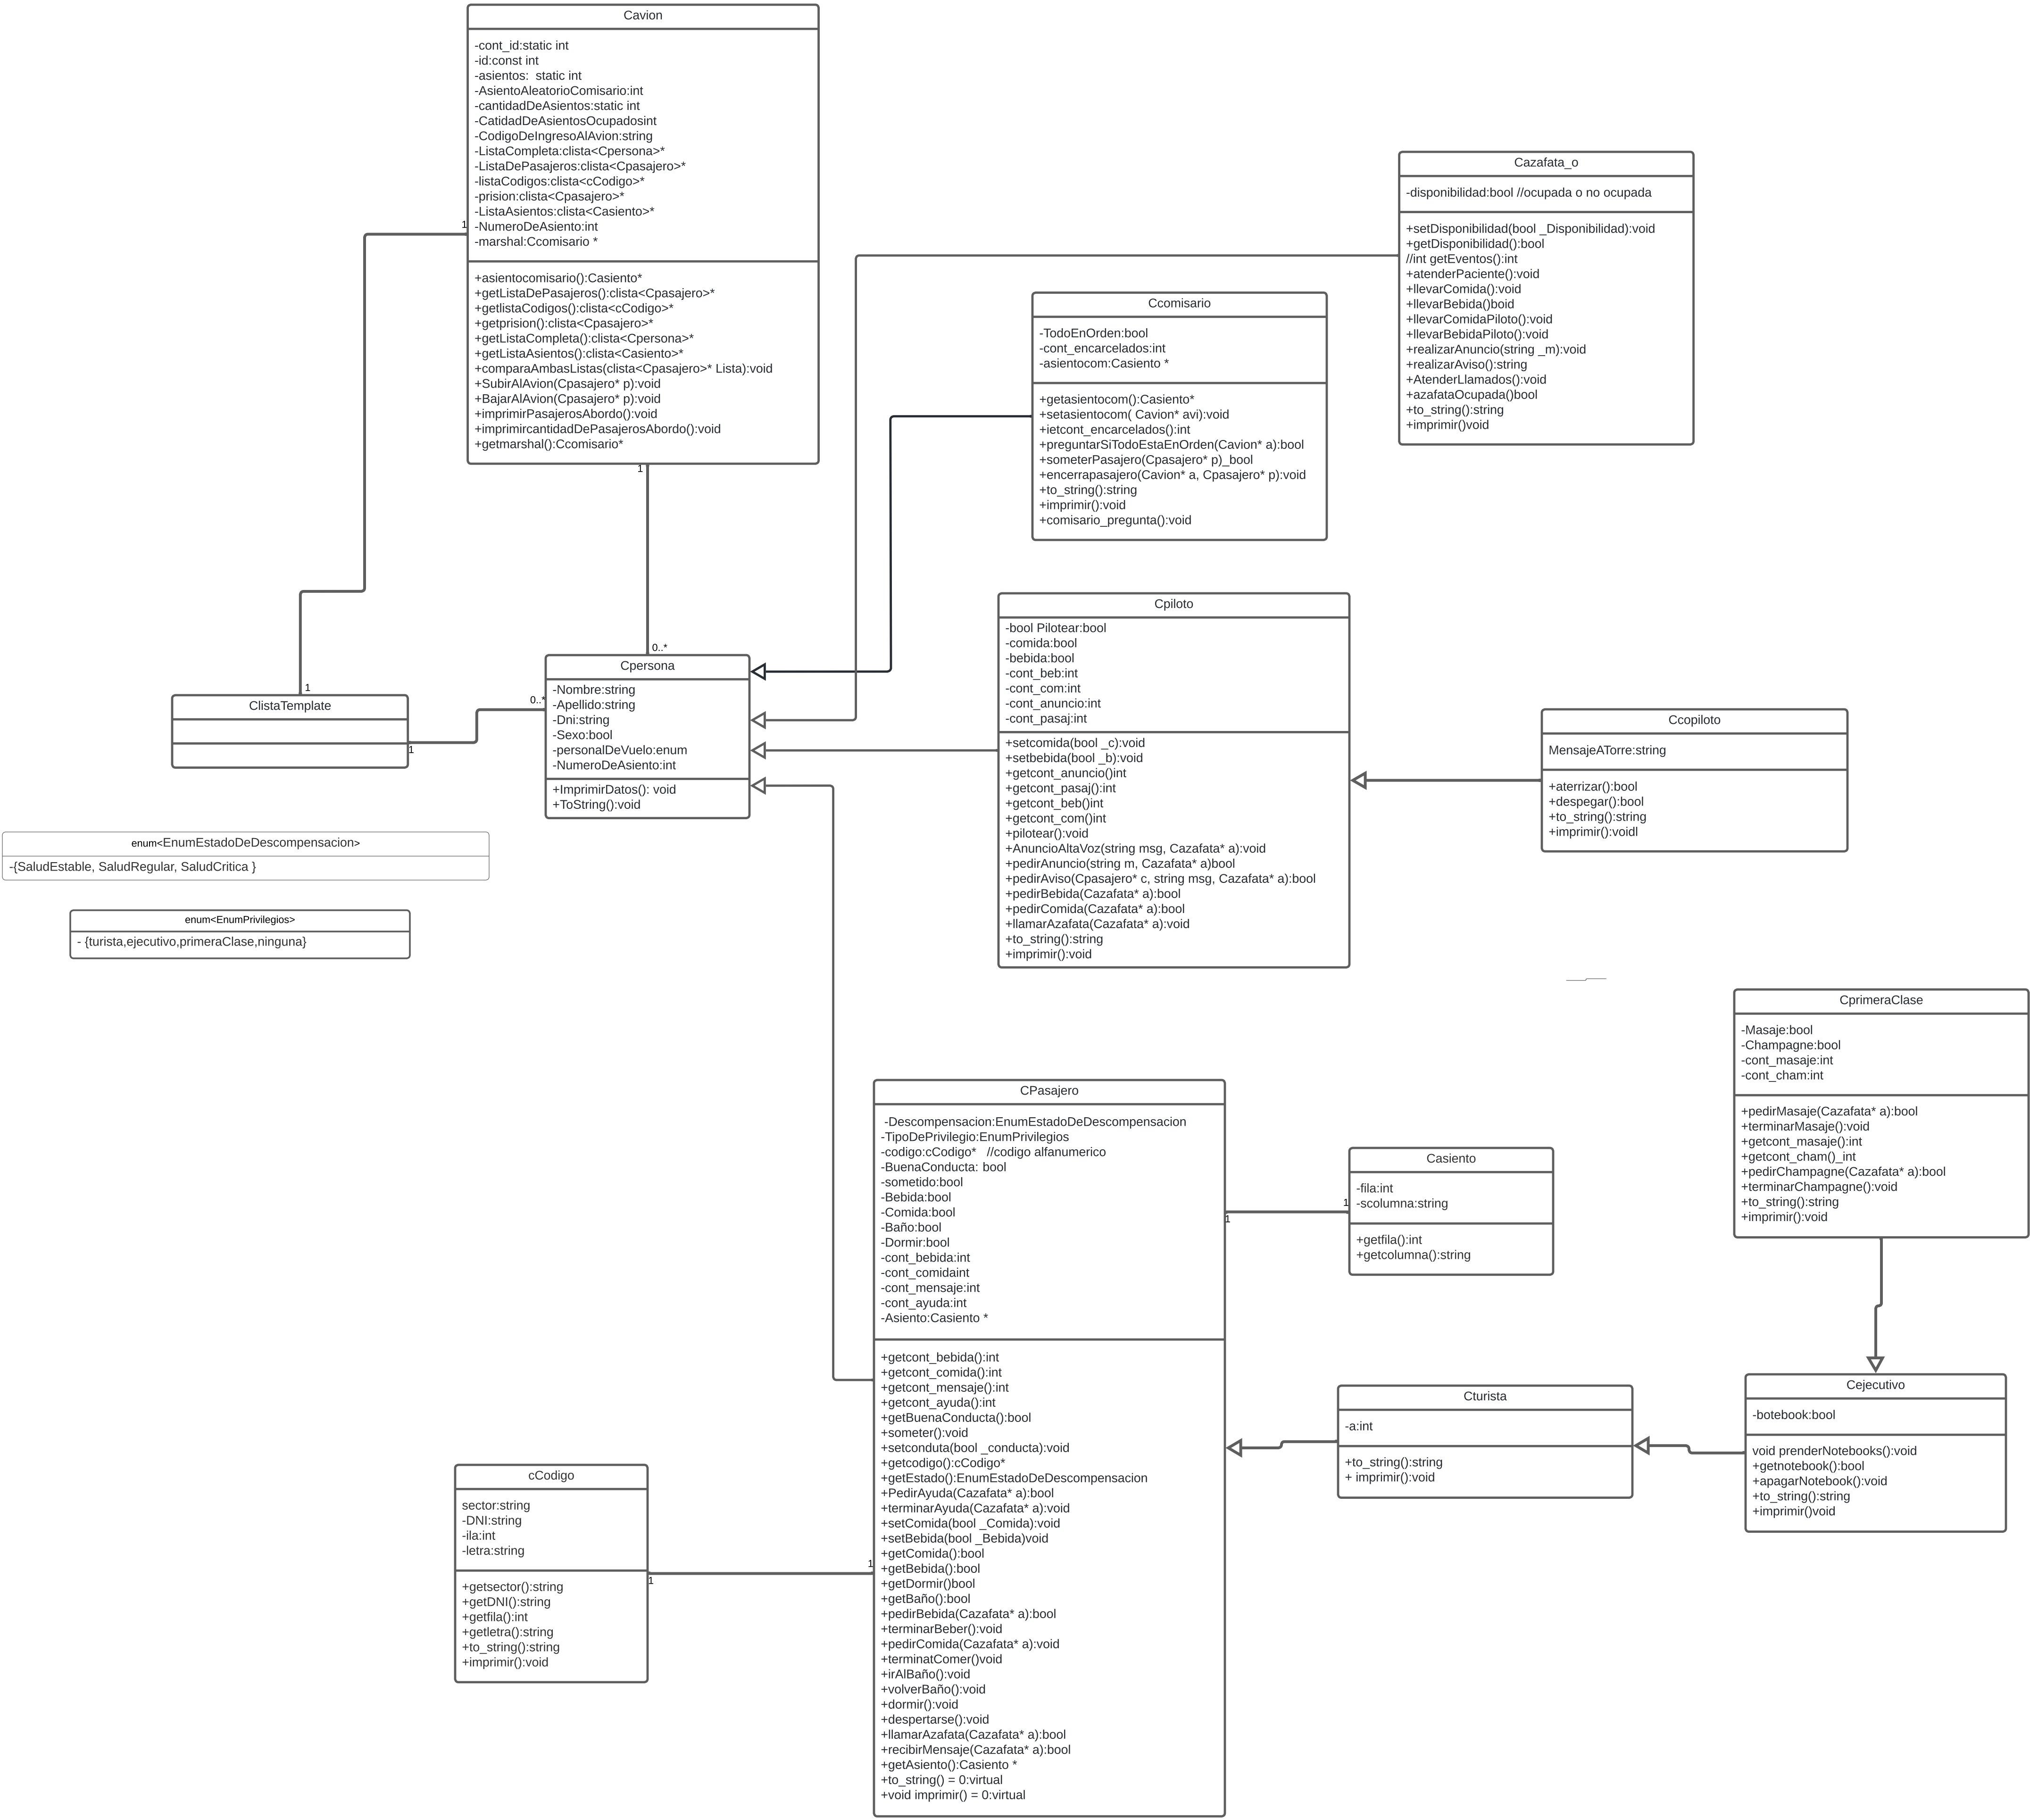 Cavion
-cont_id:static int
-id:const int
-asientos:  static int
-AsientoAleatorioComisario:int
-cantidadDeAsientos:static int
-CatidadDeAsientosOcupadosint
-CodigoDeIngresoAlAvion:string
-ListaCompleta:clista<Cpersona>*
-ListaDePasajeros:clista<Cpasajero>*
-listaCodigos:clista<cCodigo>*
-prision:clista<Cpasajero>*
-ListaAsientos:clista<Casiento>*
-NumeroDeAsiento:int
-marshal:Ccomisario *
+asientocomisario():Casiento*
+getListaDePasajeros():clista<Cpasajero>*
+getlistaCodigos():clista<cCodigo>*
+getprision():clista<Cpasajero>*
+getListaCompleta():clista<Cpersona>*
+getListaAsientos():clista<Casiento>*
+comparaAmbasListas(clista<Cpasajero>* Lista):void
+SubirAlAvion(Cpasajero* p):void
+BajarAlAvion(Cpasajero* p):void
+imprimirPasajerosAbordo():void
+imprimircantidadDePasajerosAbordo():void
+getmarshal():Ccomisario*
1
1
0..*
1
0..*
1
Cazafata_o
-disponibilidad:bool //ocupada o no ocupada
+setDisponibilidad(bool _Disponibilidad):void
+getDisponibilidad():bool
//int getEventos():int
+atenderPaciente():void
+llevarComida():void
+llevarBebida()boid
+llevarComidaPiloto():void
+llevarBebidaPiloto():void
+realizarAnuncio(string _m):void
+realizarAviso():string
+AtenderLlamados():void
+azafataOcupada()bool
+to_string():string
+imprimir()void
Ccomisario
-TodoEnOrden:bool
-cont_encarcelados:int
-asientocom:Casiento *
+getasientocom():Casiento*
+setasientocom( Cavion* avi):void
+ietcont_encarcelados():int
+preguntarSiTodoEstaEnOrden(Cavion* a):bool
+someterPasajero(Cpasajero* p)_bool
+encerrapasajero(Cavion* a, Cpasajero* p):void
+to_string():string
+imprimir():void
+comisario_pregunta():void
Cpiloto
-bool Pilotear:bool
-comida:bool
-bebida:bool
-cont_beb:int
-cont_com:int
-cont_anuncio:int
-cont_pasaj:int
+setcomida(bool _c):void
+setbebida(bool _b):void
+getcont_anuncio()int
+getcont_pasaj():int
+getcont_beb()int
+getcont_com()int
+pilotear():void
+AnuncioAltaVoz(string msg, Cazafata* a):void
+pedirAnuncio(string m, Cazafata* a)bool
+pedirAviso(Cpasajero* c, string msg, Cazafata* a):bool
+pedirBebida(Cazafata* a):bool
+pedirComida(Cazafata* a):bool
+llamarAzafata(Cazafata* a):void
+to_string():string
+imprimir():void
Ccopiloto
MensajeATorre:string
+aterrizar():bool
+despegar():bool
+to_string():string
+imprimir():voidl
Cpersona
-Nombre:string
-Apellido:string
-Dni:string
-Sexo:bool
-personalDeVuelo:enum
-NumeroDeAsiento:int
+ImprimirDatos(): void
+ToString():void
ClistaTemplate
enum<EnumEstadoDeDescompensacion>
-{SaludEstable, SaludRegular, SaludCritica }
enum<EnumPrivilegios>
- {turista,ejecutivo,primeraClase,ninguna}
CprimeraClase
-Masaje:bool
-Champagne:bool
-cont_masaje:int
-cont_cham:int
+pedirMasaje(Cazafata* a):bool
+terminarMasaje():void
+getcont_masaje():int
+getcont_cham()_int
+pedirChampagne(Cazafata* a):bool
+terminarChampagne():void
+to_string():string
+imprimir():void
CPasajero
-Descompensacion:EnumEstadoDeDescompensacion
-TipoDePrivilegio:EnumPrivilegios
-codigo:cCodigo*   //codigo alfanumerico
-BuenaConducta: bool
-sometido:bool
-Bebida:bool
-Comida:bool
-Baño:bool
-Dormir:bool
-cont_bebida:int
-cont_comidaint
-cont_mensaje:int
-cont_ayuda:int
-Asiento:Casiento *
+getcont_bebida():int
+getcont_comida():int
+getcont_mensaje():int
+getcont_ayuda():int
+getBuenaConducta():bool
+someter():void
+setconduta(bool _conducta):void
+getcodigo():cCodigo*
+getEstado():EnumEstadoDeDescompensacion
+PedirAyuda(Cazafata* a):bool
+terminarAyuda(Cazafata* a):void
+setComida(bool _Comida):void
+setBebida(bool _Bebida)void
+getComida():bool
+getBebida():bool
+getDormir()bool
+getBaño():bool
+pedirBebida(Cazafata* a):bool
+terminarBeber():void
+pedirComida(Cazafata* a):void
+terminatComer()void
+irAlBaño():void
+volverBaño():void
+dormir():void
+despertarse():void
+llamarAzafata(Cazafata* a):bool
+recibirMensaje(Cazafata* a):bool
+getAsiento():Casiento *
+to_string() = 0:virtual
+void imprimir() = 0:virtual
1
1
Casiento
-fila:int
-scolumna:string
+getfila():int
+getcolumna():string
Cturista
-a:int
+to_string():string
+ imprimir():void
Cejecutivo
-botebook:bool
void prenderNotebooks():void
+getnotebook():bool
+apagarNotebook():void
+to_string():string
+imprimir()void
cCodigo
sector:string
-DNI:string
-ila:int
-letra:string
+getsector():string
+getDNI():string
+getfila():int
+getletra():string
+to_string():string
+imprimir():void
1
1